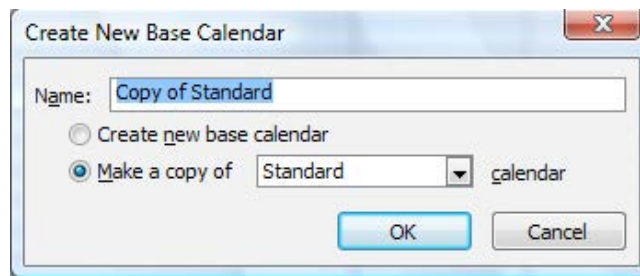 Create New Base Calendar
Name: Copy of Standard
Create new base calendar
Make a copy of Standard calendar
OK Cancel